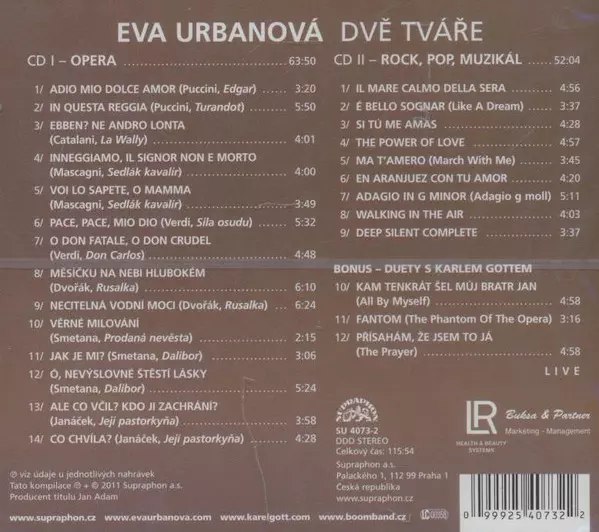 EVA URBANOVÁ DVĚ TVÁŘE
CD I – OPERA 63:50
1/ ADIO MIO DOLCE AMOR (Puccini, Edgar) 3:20
2/ IN QUESTA REGGIA (Puccini, Turandot) 5:50
3/ EBBEN? NE ANDRO LONTA
(Catalani, La Wally) 4:01
4/ INNEGGIAMO, IL SIGNOR NON E MORTO
(Mascagni, Sedlák kavalír) 4:00
5/ VOI LO SAPETE, O MAMMA
(Mascagni, Sedlák kavalír) 3:49
6/ PACE, PACE, MIO DIO (Verdi, Síla osudu) 5:32
7/ O DON FATALE, O DON CRUDEL
(Verdi, Don Carlos) 4:48
8/ MĚSÍČKU NA NEBI HLUBOKÉM
(Dvořák, Rusalka) 6:10
9/ NECITELNÁ VODNÍ MOCI (Dvořák, Rusalka) 6:14
10/ VĚRNÉ MILOVÁNÍ
(Smetana, Prodaná nevěsta) 2:15
11/ JAK JE MI? (Smetana, Dalibor) 3:06
12/ Ó, NEVÝSLOVNÉ ŠTĚSTÍ LÁSKY
(Smetana, Dalibor) 5:24
13/ ALE CO VČIL? KDO JI ZACHRÁNÍ?
(Janáček, Její pastorkyňa) 3:58
14/ CO CHVÍLA? (Janáček, Její pastorkyňa) 4:28
℗ viz údaje u jednotlivých nahrávek
Tato kompilace ℗ + © 2011 Supraphon a.s.
Producent titulu Jan Adam
CD II – ROCK, POP, MUZIKÁL 52:04
1/ IL MARE CALMO DELLA SERA 4:56
2/ É BELLO SOGNAR (Like A Dream) 3:37
3/ SI TÚ ME AMAS 4:28
4/ THE POWER OF LOVE 4:57
5/ MA T'AMERO (March With Me) 3:45
6/ EN ARANJUEZ CON TU AMOR 4:20
7/ ADAGIO IN G MINOR (Adagio g moll) 5:11
8/ WALKING IN THE AIR 4:03
9/ DEEP SILENT COMPLETE 3:37
BONUS – DUETY S KARLEM GOTTEM
10/ KAM TENKRÁT ŠEL MŮJ BRATR JAN
(All By Myself) 4:58
11/ FANTOM (The Phantom Of The Opera) 3:16
12/ PŘÍSAHÁM, ŽE JSEM TO JÁ
(The Prayer) 4:58
LIVE
SUPRAPHON
SU 4073-2
DDD STEREO
Celkový čas: 115:54
Supraphon a.s.
Palackého 1, 112 99 Praha 1
Česká republika
www.supraphon.cz
LR
HEALTH & BEAUTY
SYSTEMS
Buksa & Partner
Marketing - Management
0 99925 40732 2
www.supraphon.cz www.evaurbanova.com www.karelgott.com www.boomband.cz